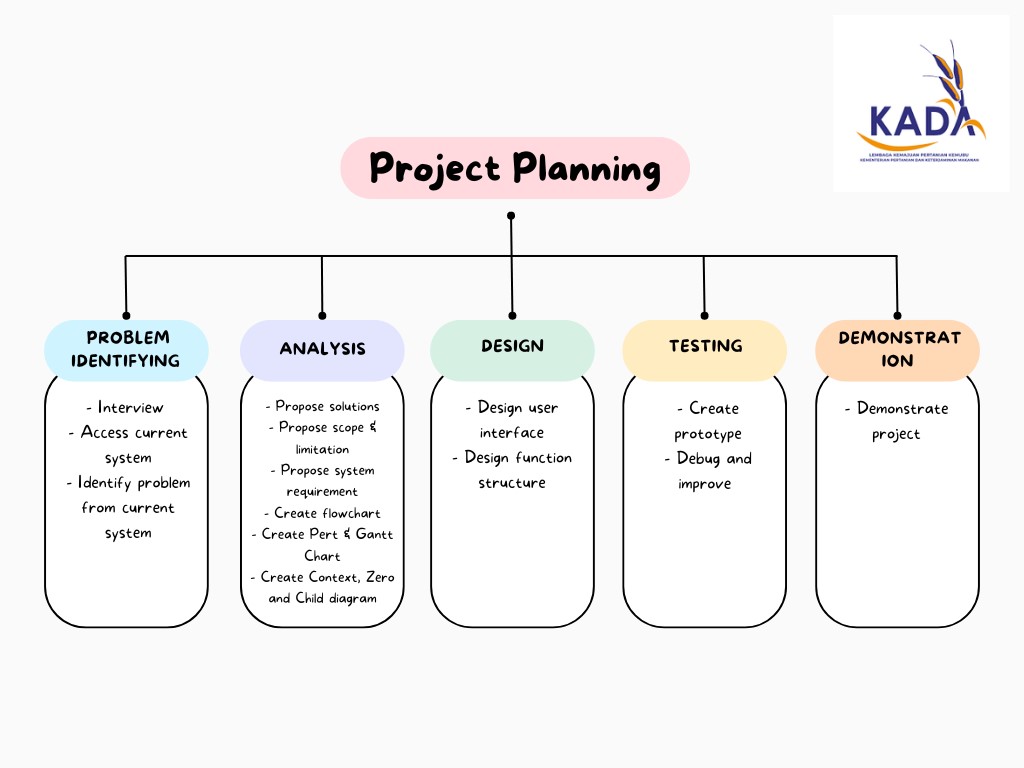 KADA
LEMBAGA KEMAJUAN PERTANIAN KEMUBU
KEMENTERIAN PERTANIAN DAN KETERJAMINAN MAKANAN
Project Planning
PROBLEM
IDENTIFYING
- Interview
- Access current
system
- Identify problem
from current
system
ANALYSIS
- Propose solutions
- Propose scope &
limitation
- Propose system
requirement
- Create flowchart
- Create Pert & Gantt
Chart
- Create Context, Zero
and Child diagram
DESIGN
- Design user
interface
- Design function
structure
TESTING
- Create
prototype
- Debug and
improve
DEMONSTRAT
ION
- Demonstrate
project